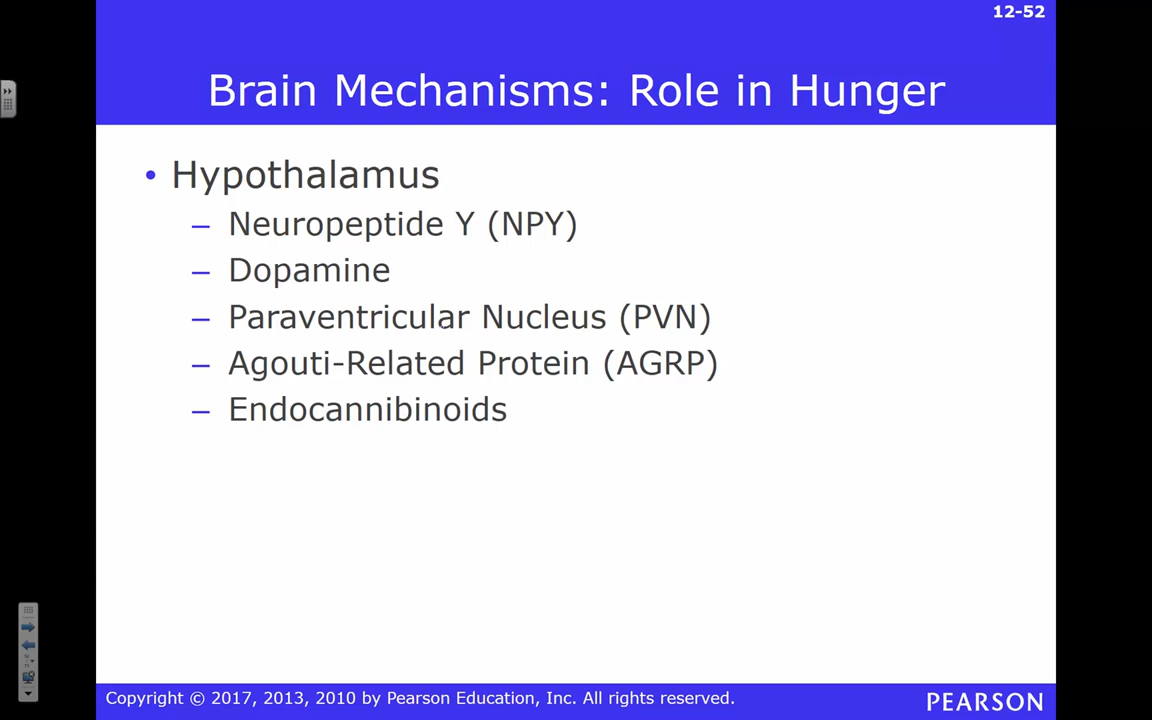 12-52
Brain Mechanisms: Role in Hunger
• Hypothalamus
– Neuropeptide Y (NPY)
– Dopamine
– Paraventricular Nucleus (PVN)
– Agouti-Related Protein (AGRP)
– Endocannibinoids
Copyright © 2017, 2013, 2010 by Pearson Education, Inc. All rights reserved.
PEARSON